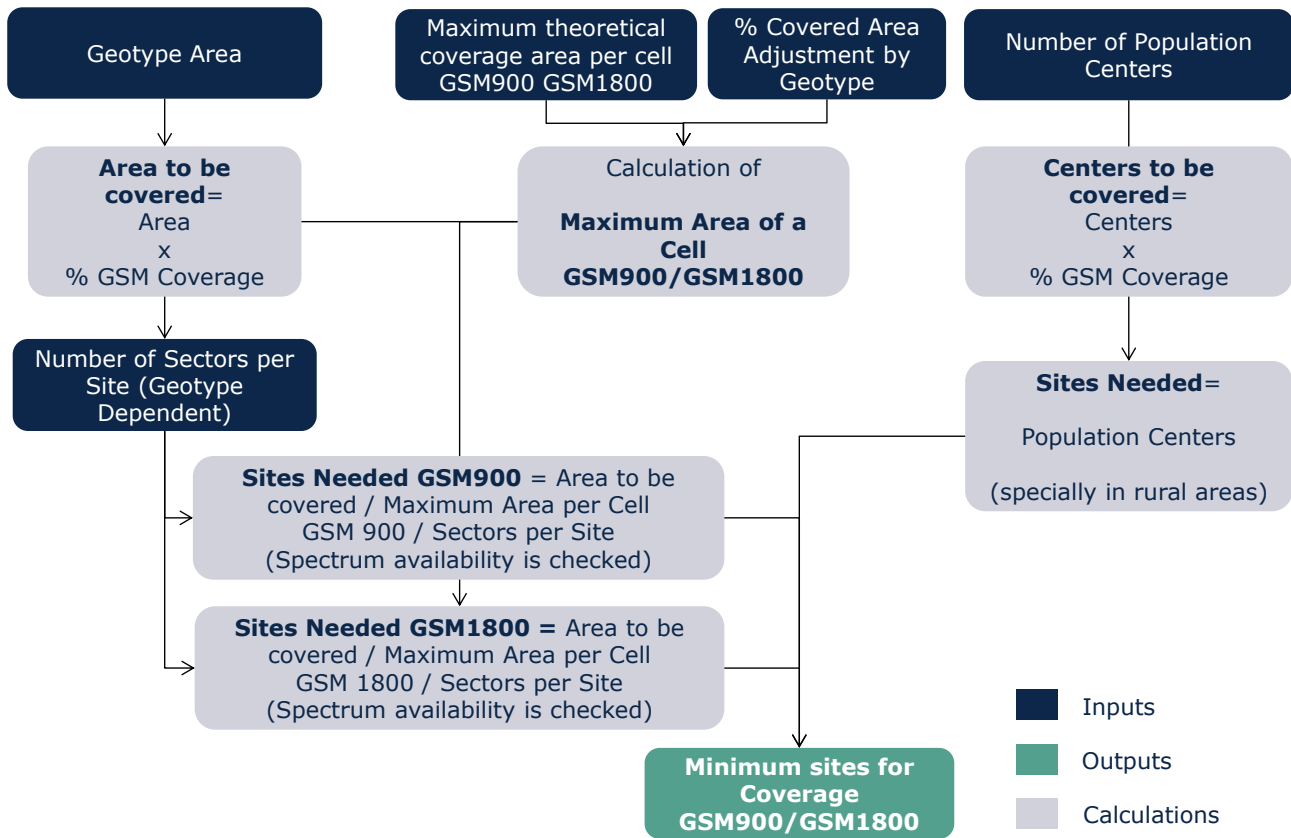 Geotype Area
Maximum theoretical
coverage area per cell
GSM900 GSM1800
% Covered Area
Adjustment by
Geotype
Number of Population
Centers
Area to be
covered=
Area
x
% GSM Coverage
Calculation of
Maximum Area of a
Cell
GSM900/GSM1800
Centers to be
covered=
Centers
x
% GSM Coverage
Number of Sectors per
Site (Geotype
Dependent)
Sites Needed=
Population Centers
(specially in rural areas)
Sites Needed GSM900 = Area to be
covered / Maximum Area per Cell
GSM 900 / Sectors per Site
(Spectrum availability is checked)
Sites Needed GSM1800 = Area to be
covered / Maximum Area per Cell
GSM 1800 / Sectors per Site
(Spectrum availability is checked)
Minimum sites for
Coverage
GSM900/GSM1800
Inputs
Outputs
Calculations